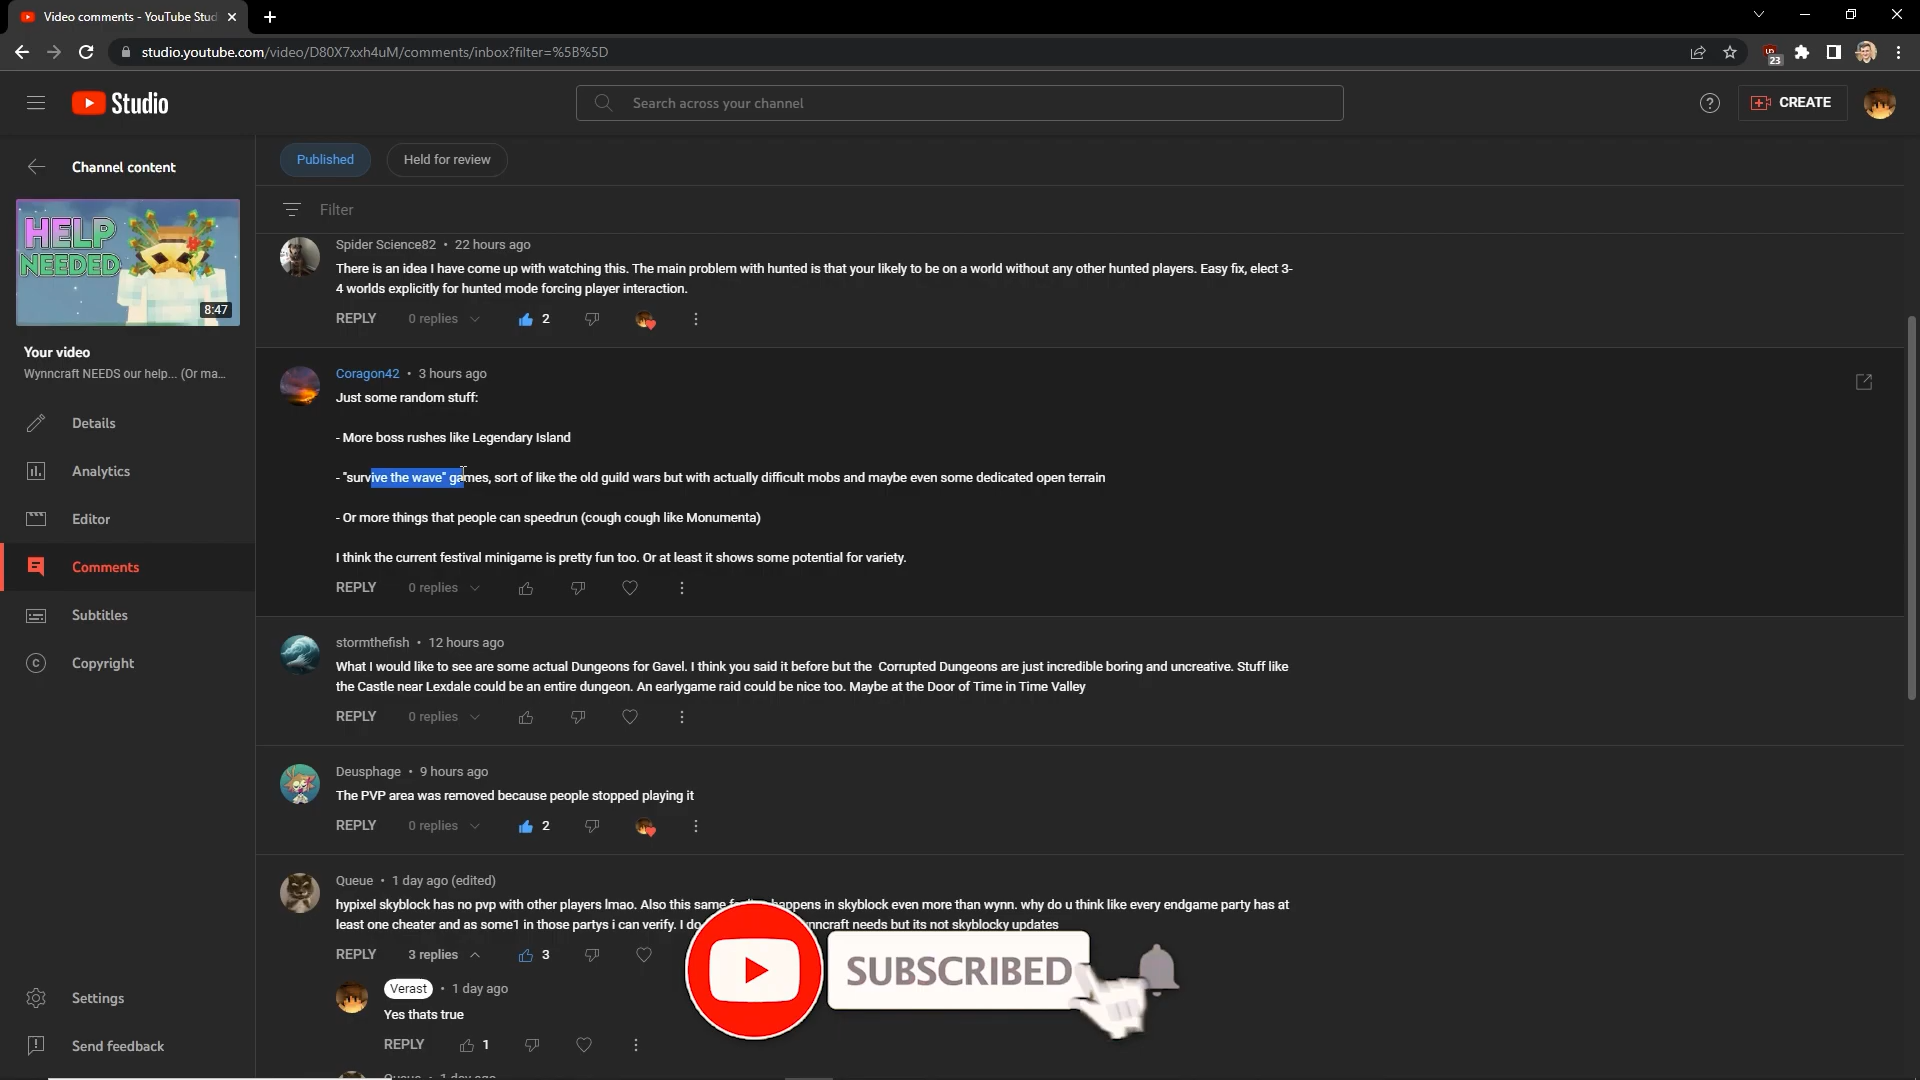 Video comments - YouTube Stud
studio.youtube.com/video/D80X7xxh4uM/comments/inbox?filter=%5B%5D
23
Studio
Search across your channel
CREATE
Channel content
HELP
NEEDED
8:47
Your video
Wynncraft NEEDS our help... (Or ma...
Details
Analytics
Editor
Comments
Subtitles
Copyright
Settings
Send feedback
Published
Held for review
Filter
Spider Science82 • 22 hours ago
There is an idea I have come up with watching this. The main problem with hunted is that your likely to be on a world without any other hunted players. Easy fix, elect 3-
4 worlds explicitly for hunted mode forcing player interaction.
REPLY 0 replies 2
Coragon42 • 3 hours ago
Just some random stuff:
- More boss rushes like Legendary Island
- "survive the wave" games, sort of like the old guild wars but with actually difficult mobs and maybe even some dedicated open terrain
- Or more things that people can speedrun (cough cough like Monumenta)
I think the current festival minigame is pretty fun too. Or at least it shows some potential for variety.
REPLY 0 replies
stormthefish • 12 hours ago
What I would like to see are some actual Dungeons for Gavel. I think you said it before but the Corrupted Dungeons are just incredible boring and uncreative. Stuff like
the Castle near Lexdale could be an entire dungeon. An earlygame raid could be nice too. Maybe at the Door of Time in Time Valley
REPLY 0 replies
Deusphage • 9 hours ago
The PVP area was removed because people stopped playing it
REPLY 0 replies 2
Queue • 1 day ago (edited)
hypixel skyblock has no pvp with other players lmao. Also this same happens in skyblock even more than wynn. why do u think like every endgame party has at
least one cheater and as some1 in those partys i can verify. I do needs but its not skyblocky updates
REPLY 3 replies 3
SUBSCRIBED
Verast • 1 day ago
Yes thats true
REPLY 1